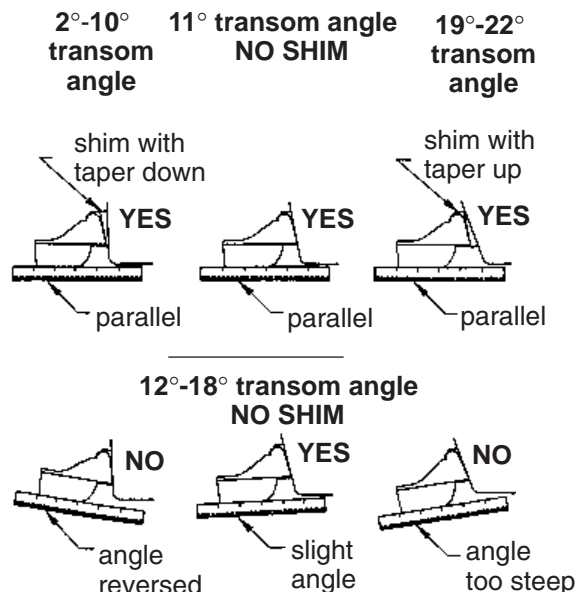 2°-10°
transom
angle
11° transom angle
NO SHIM
19°-22°
transom
angle
shim with
taper down
YES
parallel
YES
parallel
shim with
taper up
YES
parallel
12°-18° transom angle
NO SHIM
NO
angle
reversed
YES
slight
angle
NO
angle
too steep